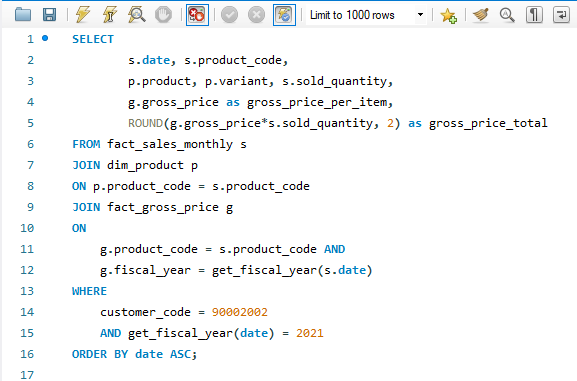 Limit to 1000 rows
1 SELECT
2 s.date, s.product_code,
3 p.product, p.variant, s.sold_quantity,
4 g.gross_price as gross_price_per_item,
5 ROUND(g.gross_price*s.sold_quantity, 2) as gross_price_total
6 FROM fact_sales_monthly s
7 JOIN dim_product p
8 ON p.product_code = s.product_code
9 JOIN fact_gross_price g
10 ON
11 g.product_code = s.product_code AND
12 g.fiscal_year = get_fiscal_year(s.date)
13 WHERE
14 customer_code = 90002002
15 AND get_fiscal_year(date) = 2021
16 ORDER BY date ASC;
17